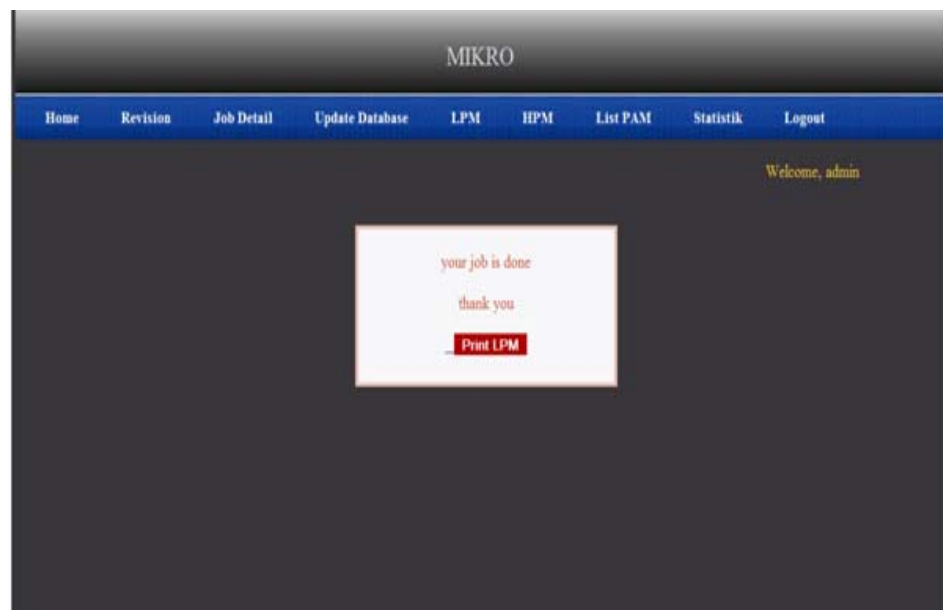 MIKRO
Home Revision Job Detail Update Database LPM HPM List PAM Statistik Logout
Welcome, admin
your job is done
thank you
Print LPM